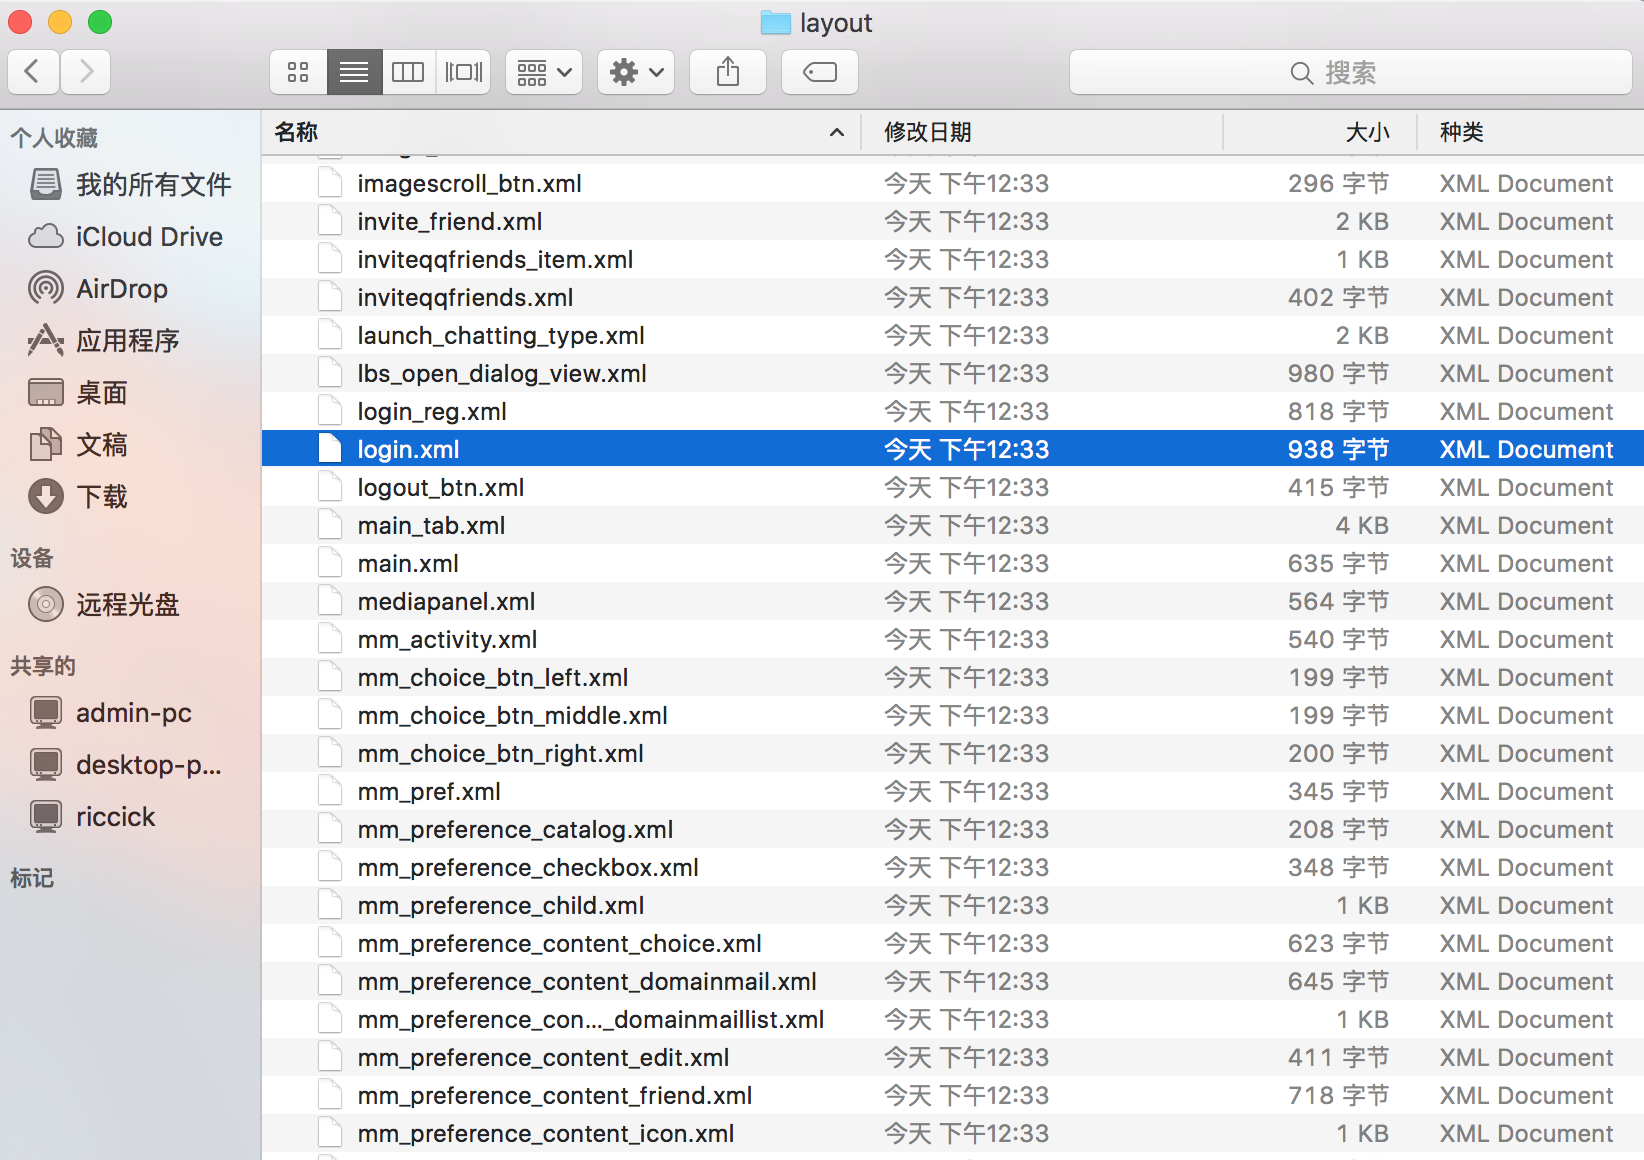 layout
搜索
个人收藏
我的所有文件
iCloud Drive
AirDrop
应用程序
桌面
文稿
下载
设备
远程光盘
共享的
admin-pc
desktop-p...
riccick
标记
名称 修改日期 大小 种类
imagescroll_btn.xml 今天 下午12:33 296 字节 XML Document
invite_friend.xml 今天 下午12:33 2 KB XML Document
inviteqqfriends_item.xml 今天 下午12:33 1 KB XML Document
inviteqqfriends.xml 今天 下午12:33 402 字节 XML Document
launch_chatting_type.xml 今天 下午12:33 2 KB XML Document
lbs_open_dialog_view.xml 今天 下午12:33 980 字节 XML Document
login_reg.xml 今天 下午12:33 818 字节 XML Document
login.xml 今天 下午12:33 938 字节 XML Document
logout_btn.xml 今天 下午12:33 415 字节 XML Document
main_tab.xml 今天 下午12:33 4 KB XML Document
main.xml 今天 下午12:33 635 字节 XML Document
mediapanel.xml 今天 下午12:33 564 字节 XML Document
mm_activity.xml 今天 下午12:33 540 字节 XML Document
mm_choice_btn_left.xml 今天 下午12:33 199 字节 XML Document
mm_choice_btn_middle.xml 今天 下午12:33 199 字节 XML Document
mm_choice_btn_right.xml 今天 下午12:33 200 字节 XML Document
mm_pref.xml 今天 下午12:33 345 字节 XML Document
mm_preference_catalog.xml 今天 下午12:33 208 字节 XML Document
mm_preference_checkbox.xml 今天 下午12:33 348 字节 XML Document
mm_preference_child.xml 今天 下午12:33 1 KB XML Document
mm_preference_content_choice.xml 今天 下午12:33 623 字节 XML Document
mm_preference_content_domainmail.xml 今天 下午12:33 645 字节 XML Document
mm_preference_con..._domainmaillist.xml 今天 下午12:33 1 KB XML Document
mm_preference_content_edit.xml 今天 下午12:33 411 字节 XML Document
mm_preference_content_friend.xml 今天 下午12:33 718 字节 XML Document
mm_preference_content_icon.xml 今天 下午12:33 1 KB XML Document